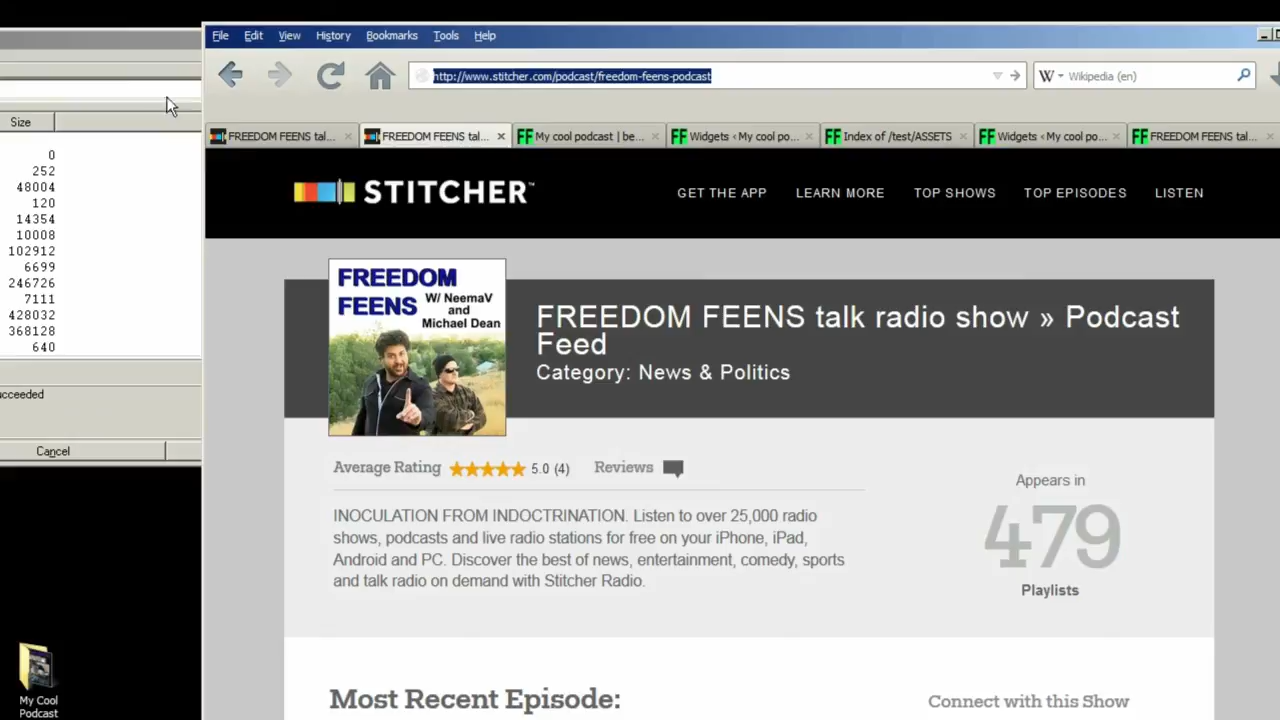 File Edit View History Bookmarks Tools Help
http://www.stitcher.com/podcast/freedom-feens-podcast
W Wikipedia (en)
FREEDOM FEENS tal...
FREEDOM FEENS tal...
FF My cool podcast | be...
FF Widgets ‹ My cool po...
FF Index of /test/ASSETS
FF Widgets ‹ My cool po...
FF FREEDOM FEENS tal...
Size
0
252
48004
120
14354
10008
102912
6699
246726
7111
428032
368128
640
ucceeded
Cancel
My Cool
Podcast
STITCHER™
GET THE APP LEARN MORE TOP SHOWS TOP EPISODES LISTEN
FREEDOM
FEENS
W/ NeemaV
and
Michael Dean
FREEDOM FEENS talk radio show » Podcast
Feed
Category: News & Politics
Average Rating 5.0 (4) Reviews
INOCULATION FROM INDOCTRINATION. Listen to over 25,000 radio
shows, podcasts and live radio stations for free on your iPhone, iPad,
Android and PC. Discover the best of news, entertainment, comedy, sports
and talk radio on demand with Stitcher Radio.
Appears in
479
Playlists
Most Recent Episode:
Connect with this Show